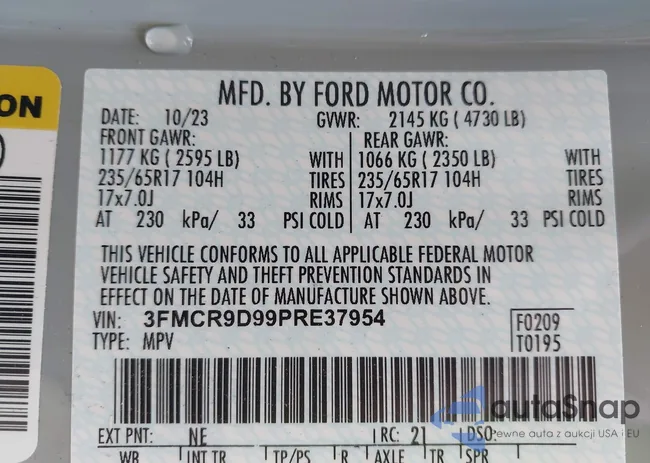 ON
MFD. BY FORD MOTOR CO.
DATE: 10/23 GVWR: 2145 KG ( 4730 LB)
FRONT GAWR: REAR GAWR:
1177 KG ( 2595 LB) WITH 1066 KG ( 2350 LB) WITH
235/65R17 104H TIRES 235/65R17 104H TIRES
17x7.0J RIMS 17x7.0J RIMS
AT 230 kPa/ 33 PSI COLD AT 230 kPa/ 33 PSI COLD
THIS VEHICLE CONFORMS TO ALL APPLICABLE FEDERAL MOTOR
VEHICLE SAFETY AND THEFT PREVENTION STANDARDS IN
EFFECT ON THE DATE OF MANUFACTURE SHOWN ABOVE.
VIN: 3FMCR9D99PRE37954 F0209
TYPE: MPV T0195
autoSnap
Pewne auta z aukcji USA i EU
EXT PNT: NE RC: 21 DSO:
WB INT TR TP/PS R AXLE TR SPR